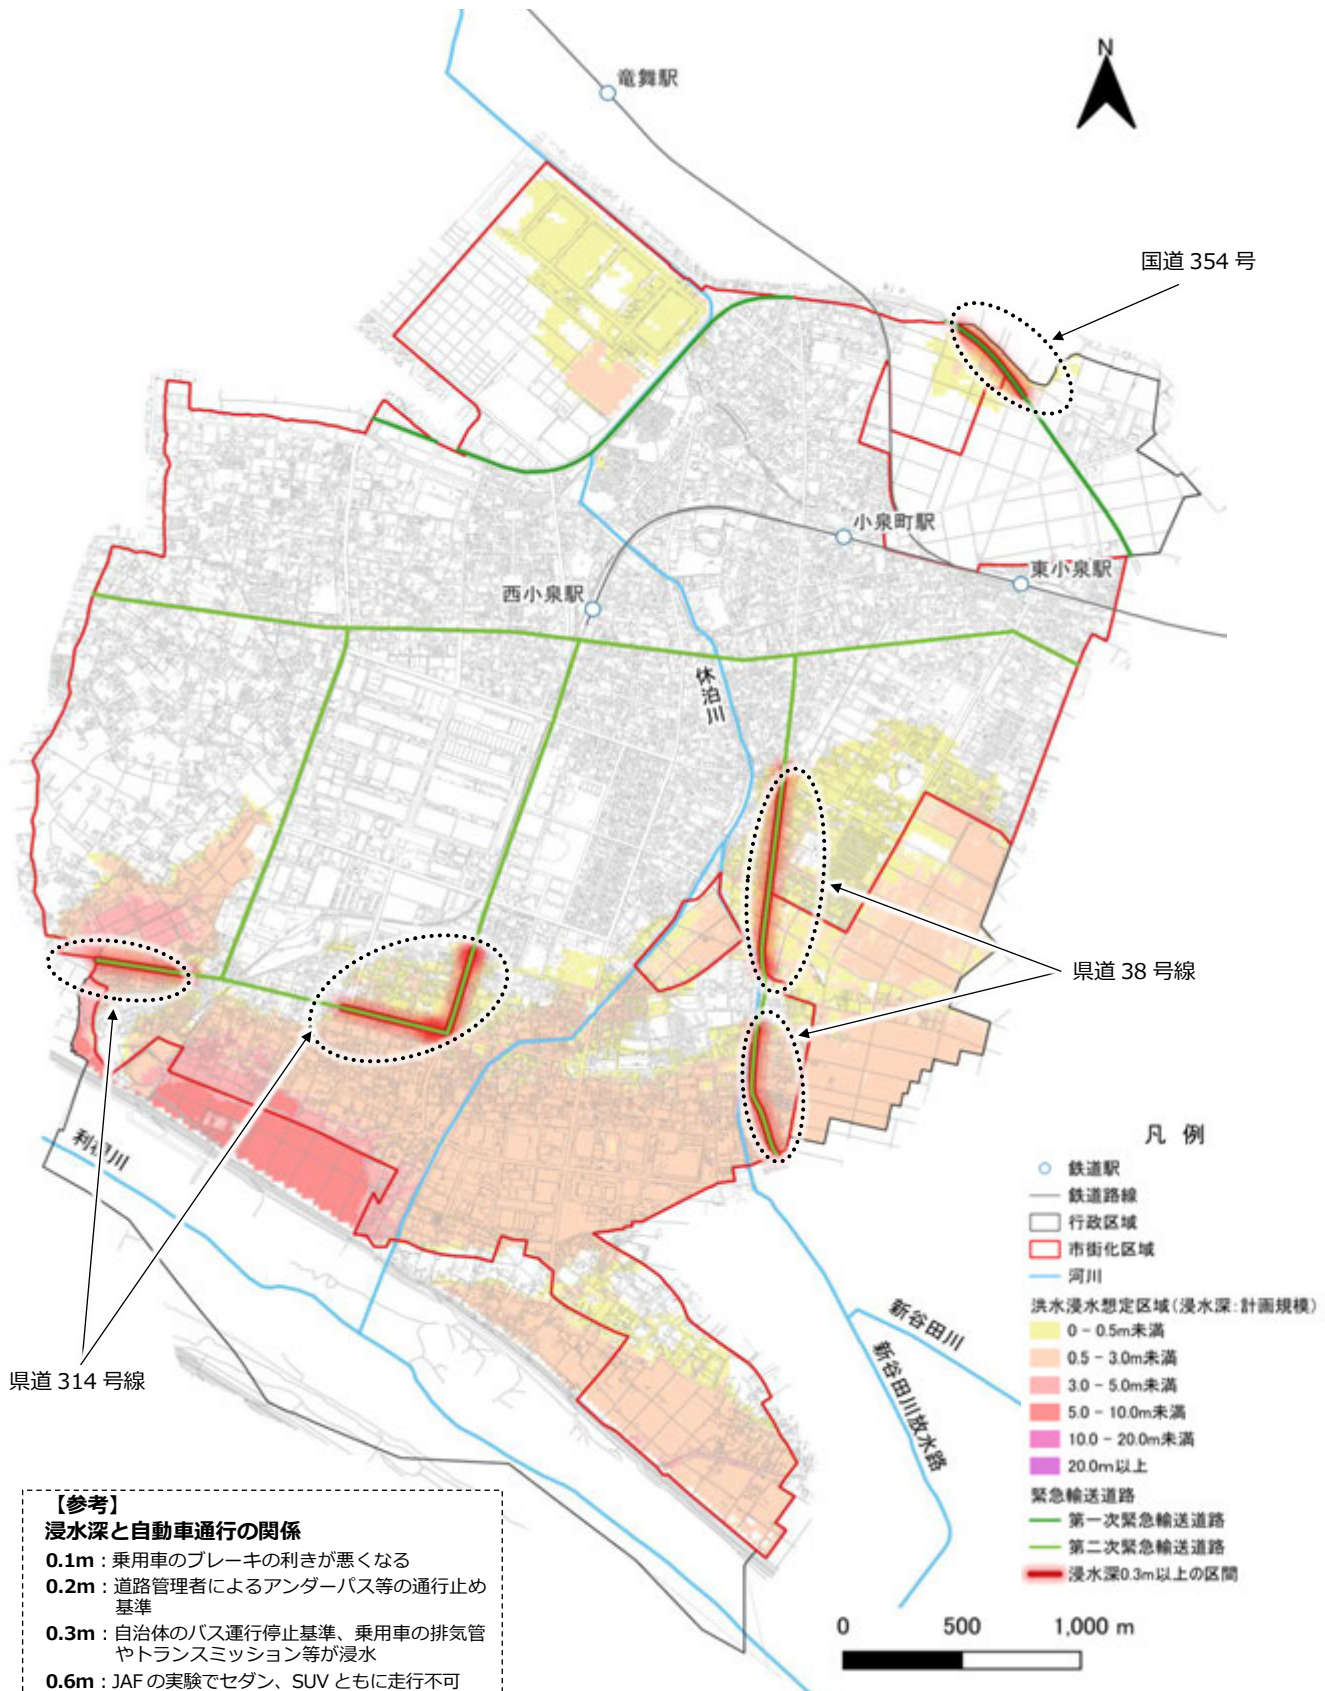 N
竜舞駅
国道 354 号
小泉町駅
東小泉駅
西小泉駅
休泊川
県道 38 号線
利根川
県道 314 号線
新谷田川
新谷田川放水路
凡 例
鉄道駅
鉄道路線
行政区域
市街化区域
河川
洪水浸水想定区域(浸水深:計画規模)
0 - 0.5m未満
0.5 - 3.0m未満
3.0 - 5.0m未満
5.0 - 10.0m未満
10.0 - 20.0m未満
20.0m以上
緊急輸送道路
第一次緊急輸送道路
第二次緊急輸送道路
浸水深0.3m以上の区間
0 500 1,000 m
【参考】
浸水深と自動車通行の関係
0.1m：乗用車のブレーキの利きが悪くなる
0.2m：道路管理者によるアンダーパス等の通行止め
基準
0.3m：自治体のバス運行停止基準、乗用車の排気管
やトランスミッション等が浸水
0.6m：JAF の実験でセダン、SUV ともに走行不可